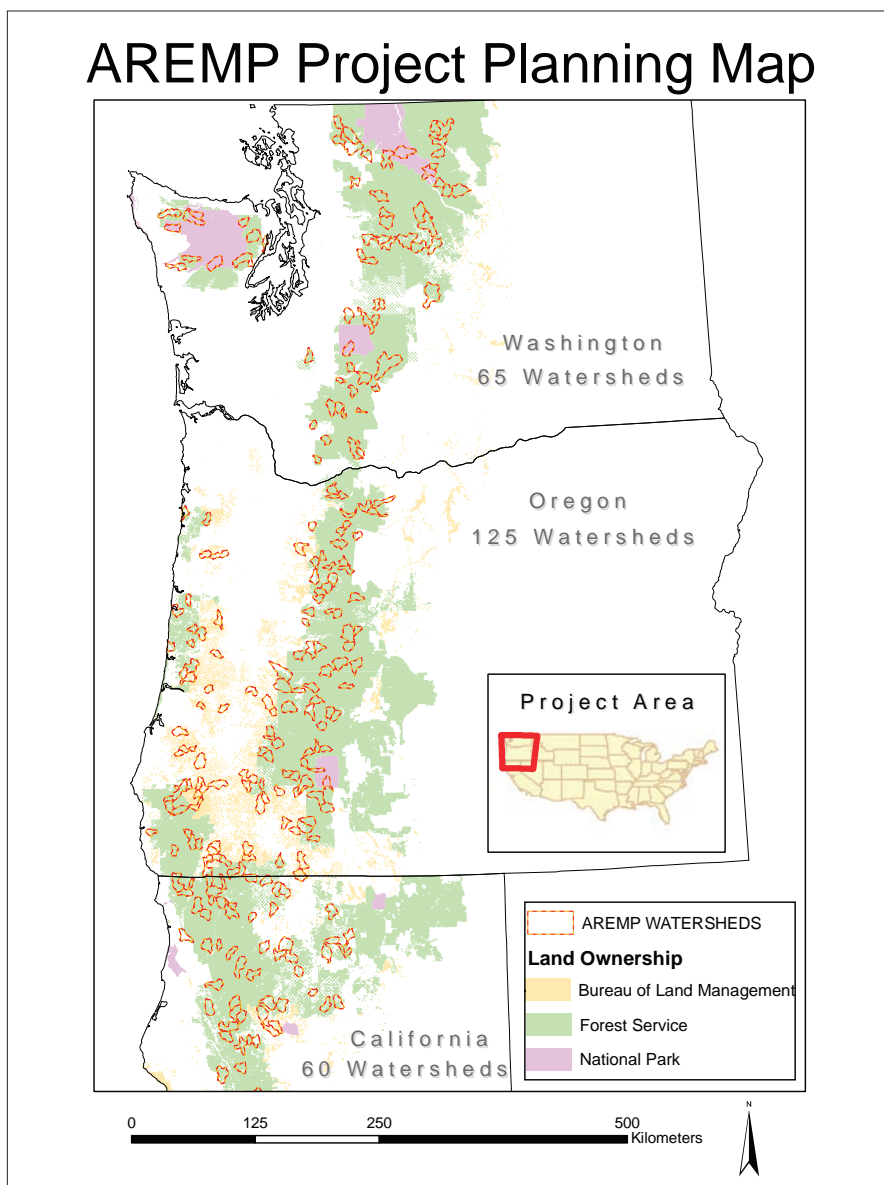 AREMP Project Planning Map
Washington
65 Watersheds
Oregon
125 Watersheds
Project Area
California
60 Watersheds
AREMP WATERSHEDS
Land Ownership
Bureau of Land Management
Forest Service
National Park
0 125 250 500
Kilometers
N